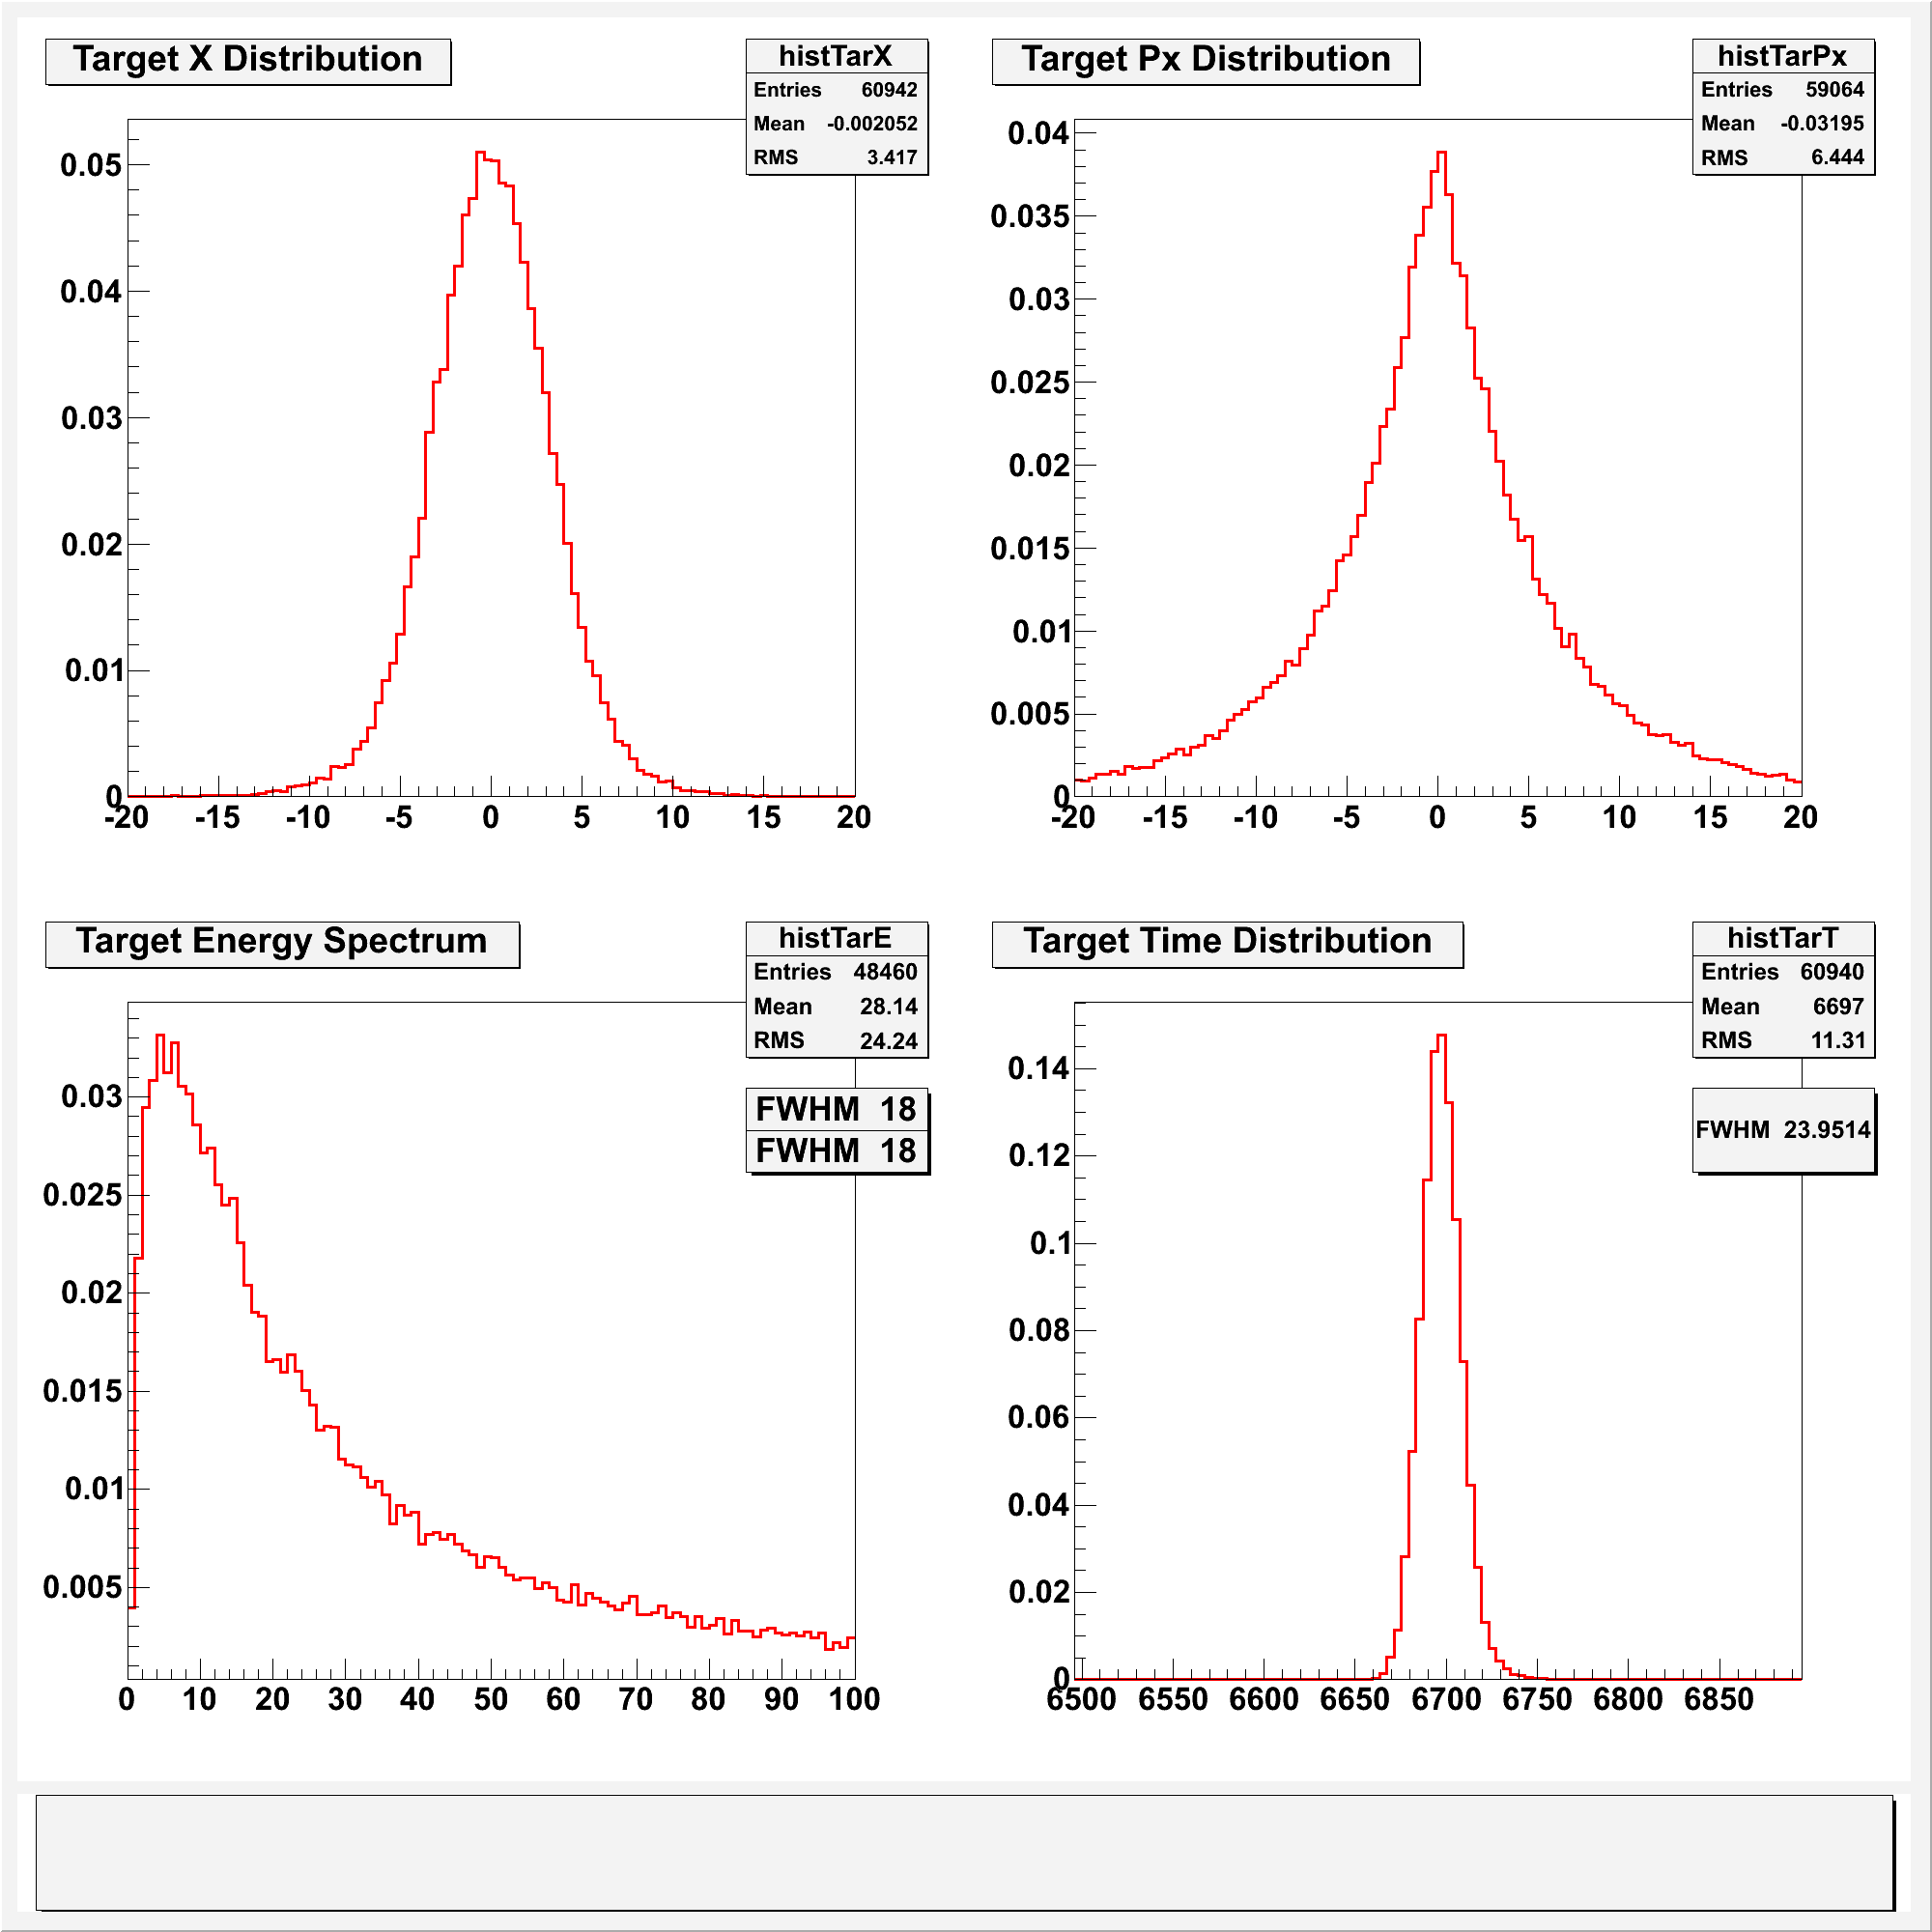 Target X Distribution
histTarX
Entries 60942
Mean -0.002052
RMS 3.417
0.05
0.04
0.03
0.02
0.01
0
-20 -15 -10 -5 0 5 10 15 20
Target Px Distribution
histTarPx
Entries 59064
Mean -0.03195
RMS 6.444
0.04
0.035
0.03
0.025
0.02
0.015
0.01
0.005
0
-20 -15 -10 -5 0 5 10 15 20
Target Energy Spectrum
histTarE
Entries 48460
Mean 28.14
RMS 24.24
FWHM 18
FWHM 18
0.03
0.025
0.02
0.015
0.01
0.005
0 10 20 30 40 50 60 70 80 90 100
Target Time Distribution
histTarT
Entries 60940
Mean 6697
RMS 11.31
FWHM 23.9514
0.14
0.12
0.1
0.08
0.06
0.04
0.02
0
6500 6550 6600 6650 6700 6750 6800 6850